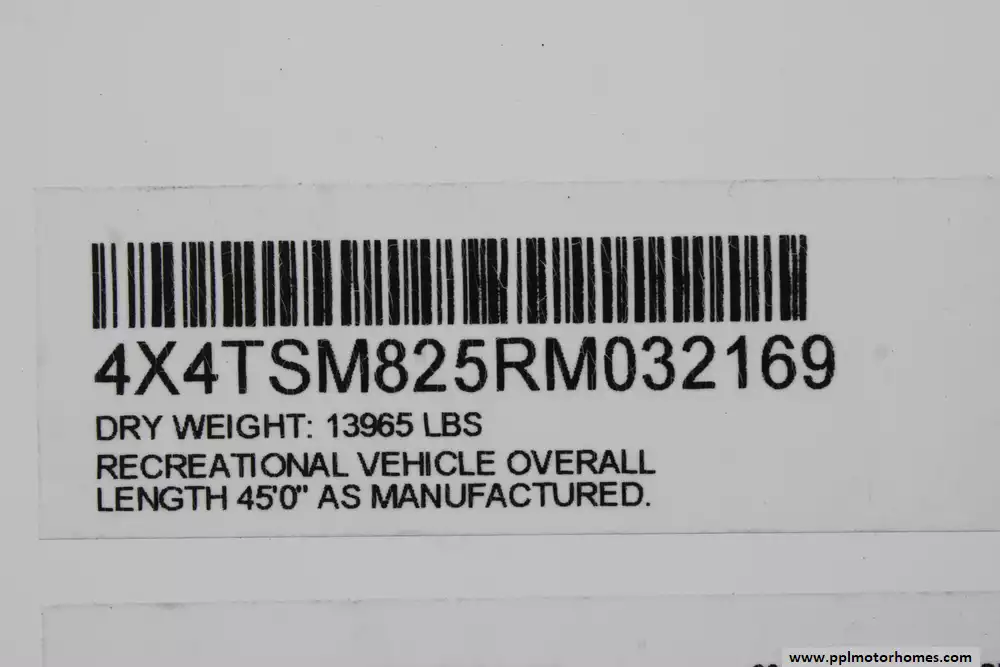 4X4TSM825RM032169
DRY WEIGHT: 13965 LBS
RECREATIONAL VEHICLE OVERALL
LENGTH 45'0" AS MANUFACTURED.
www.pplmotorhomes.com